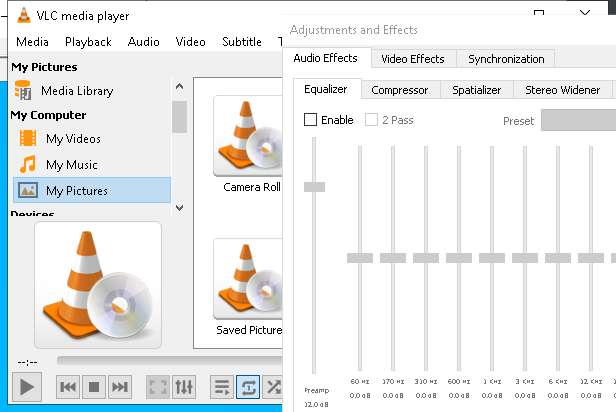 VLC media player
Media Playback Audio Video Subtitle T
My Pictures
Media Library
My Computer
My Videos
My Music
My Pictures
Devices
Camera Roll
Saved Picture
--:--
Adjustments and Effects
Audio Effects Video Effects Synchronization
Equalizer Compressor Spatializer Stereo Widener
Enable 2 Pass Preset
60 Hz 170 Hz 310 Hz 600 Hz 1 KHz 3 KHz 6 KHz 12 KHz
Preamp 0.0 dB 0.0 dB 0.0 dB 0.0 dB 0.0 dB 0.0 dB 0.0 dB 0.0 dB
12.0 dB